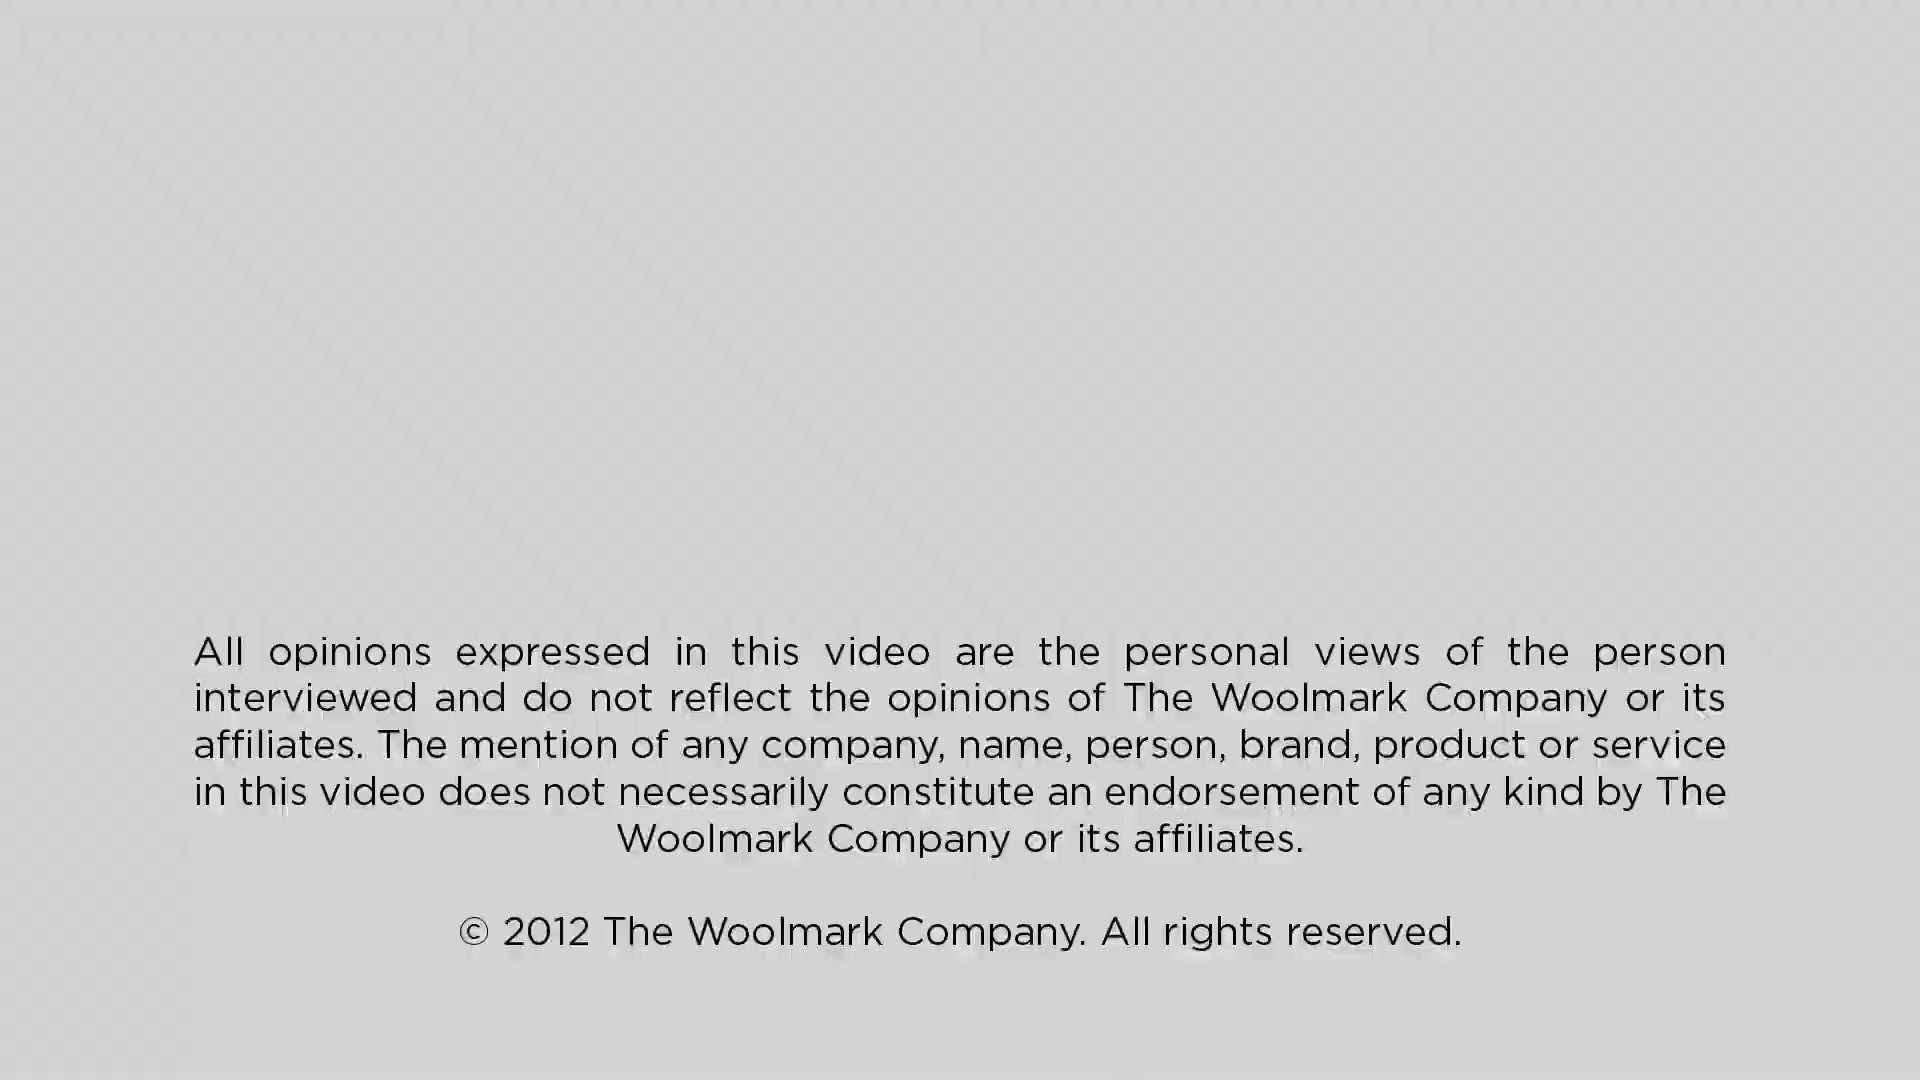 All opinions expressed in this video are the personal views of the person
interviewed and do not reflect the opinions of The Woolmark Company or its
affiliates. The mention of any company, name, person, brand, product or service
in this video does not necessarily constitute an endorsement of any kind by The
Woolmark Company or its affiliates.
© 2012 The Woolmark Company. All rights reserved.